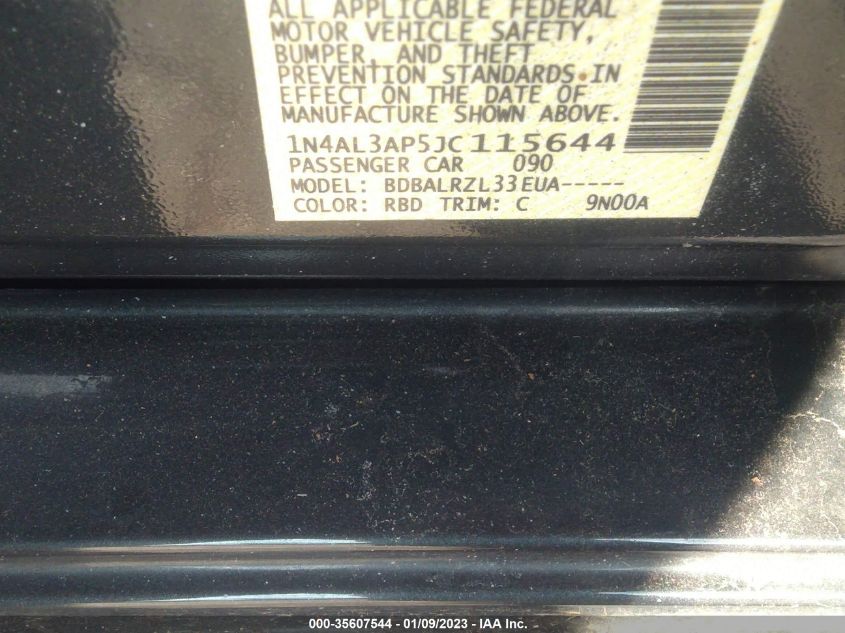 ALL APPLICABLE FEDERAL
MOTOR VEHICLE SAFETY,
BUMPER, AND THEFT
PREVENTION STANDARDS IN
EFFECT ON THE DATE OF
MANUFACTURE SHOWN ABOVE.
1N4AL3AP5JC115644
PASSENGER CAR 090
MODEL: BDBALRZL33EUA-----
COLOR: RBD TRIM: C 9N00A
000-35607544 - 01/09/2023 - IAA Inc.